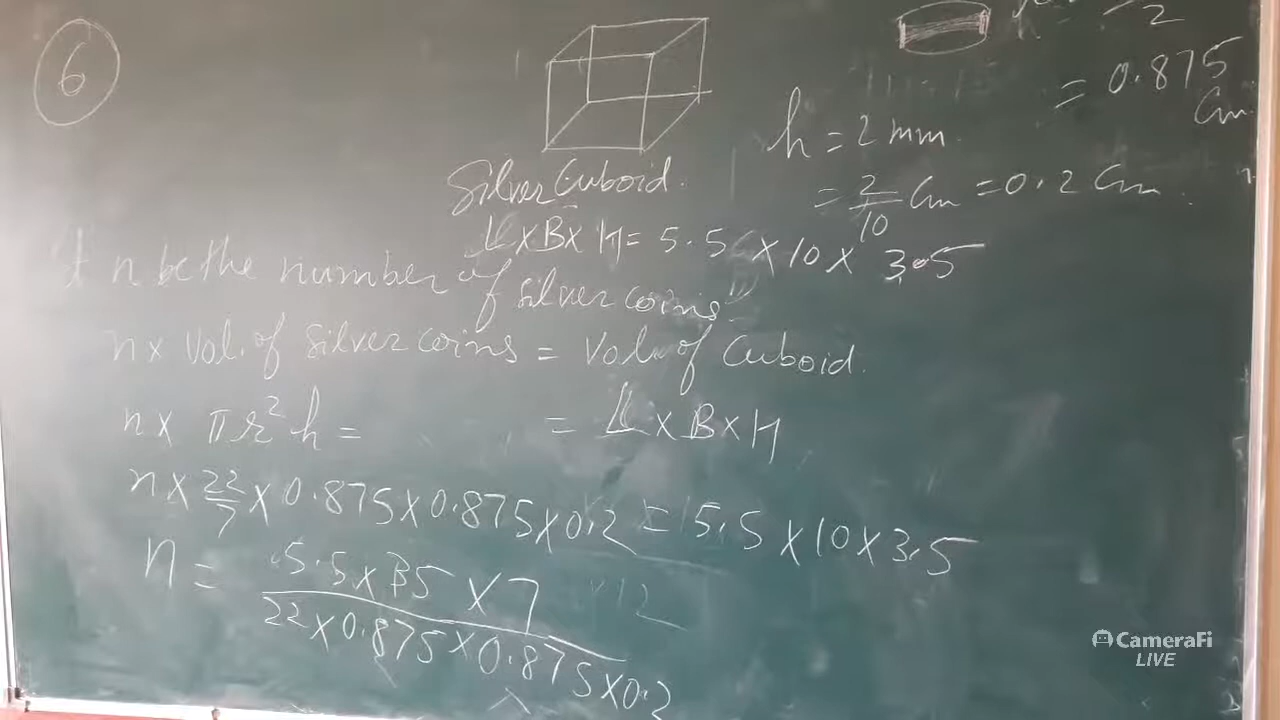 6
2
= 0.875
Cm
h = 2 mm
= 2/10 Cm = 0.2 Cm
Silver Cuboid.
L×B×H = 5.5 × 10 × 3.5
n be the number of silver coins.
n× Vol. of Silver coins = Vol. of Cuboid.
n× πr²h = = L×B×H
n× 22/7 × 0.875×0.875×0.2 = 5.5×10×3.5
n = 5.5×35×7 / 22×0.875×0.875×0.2
CameraFi
LIVE